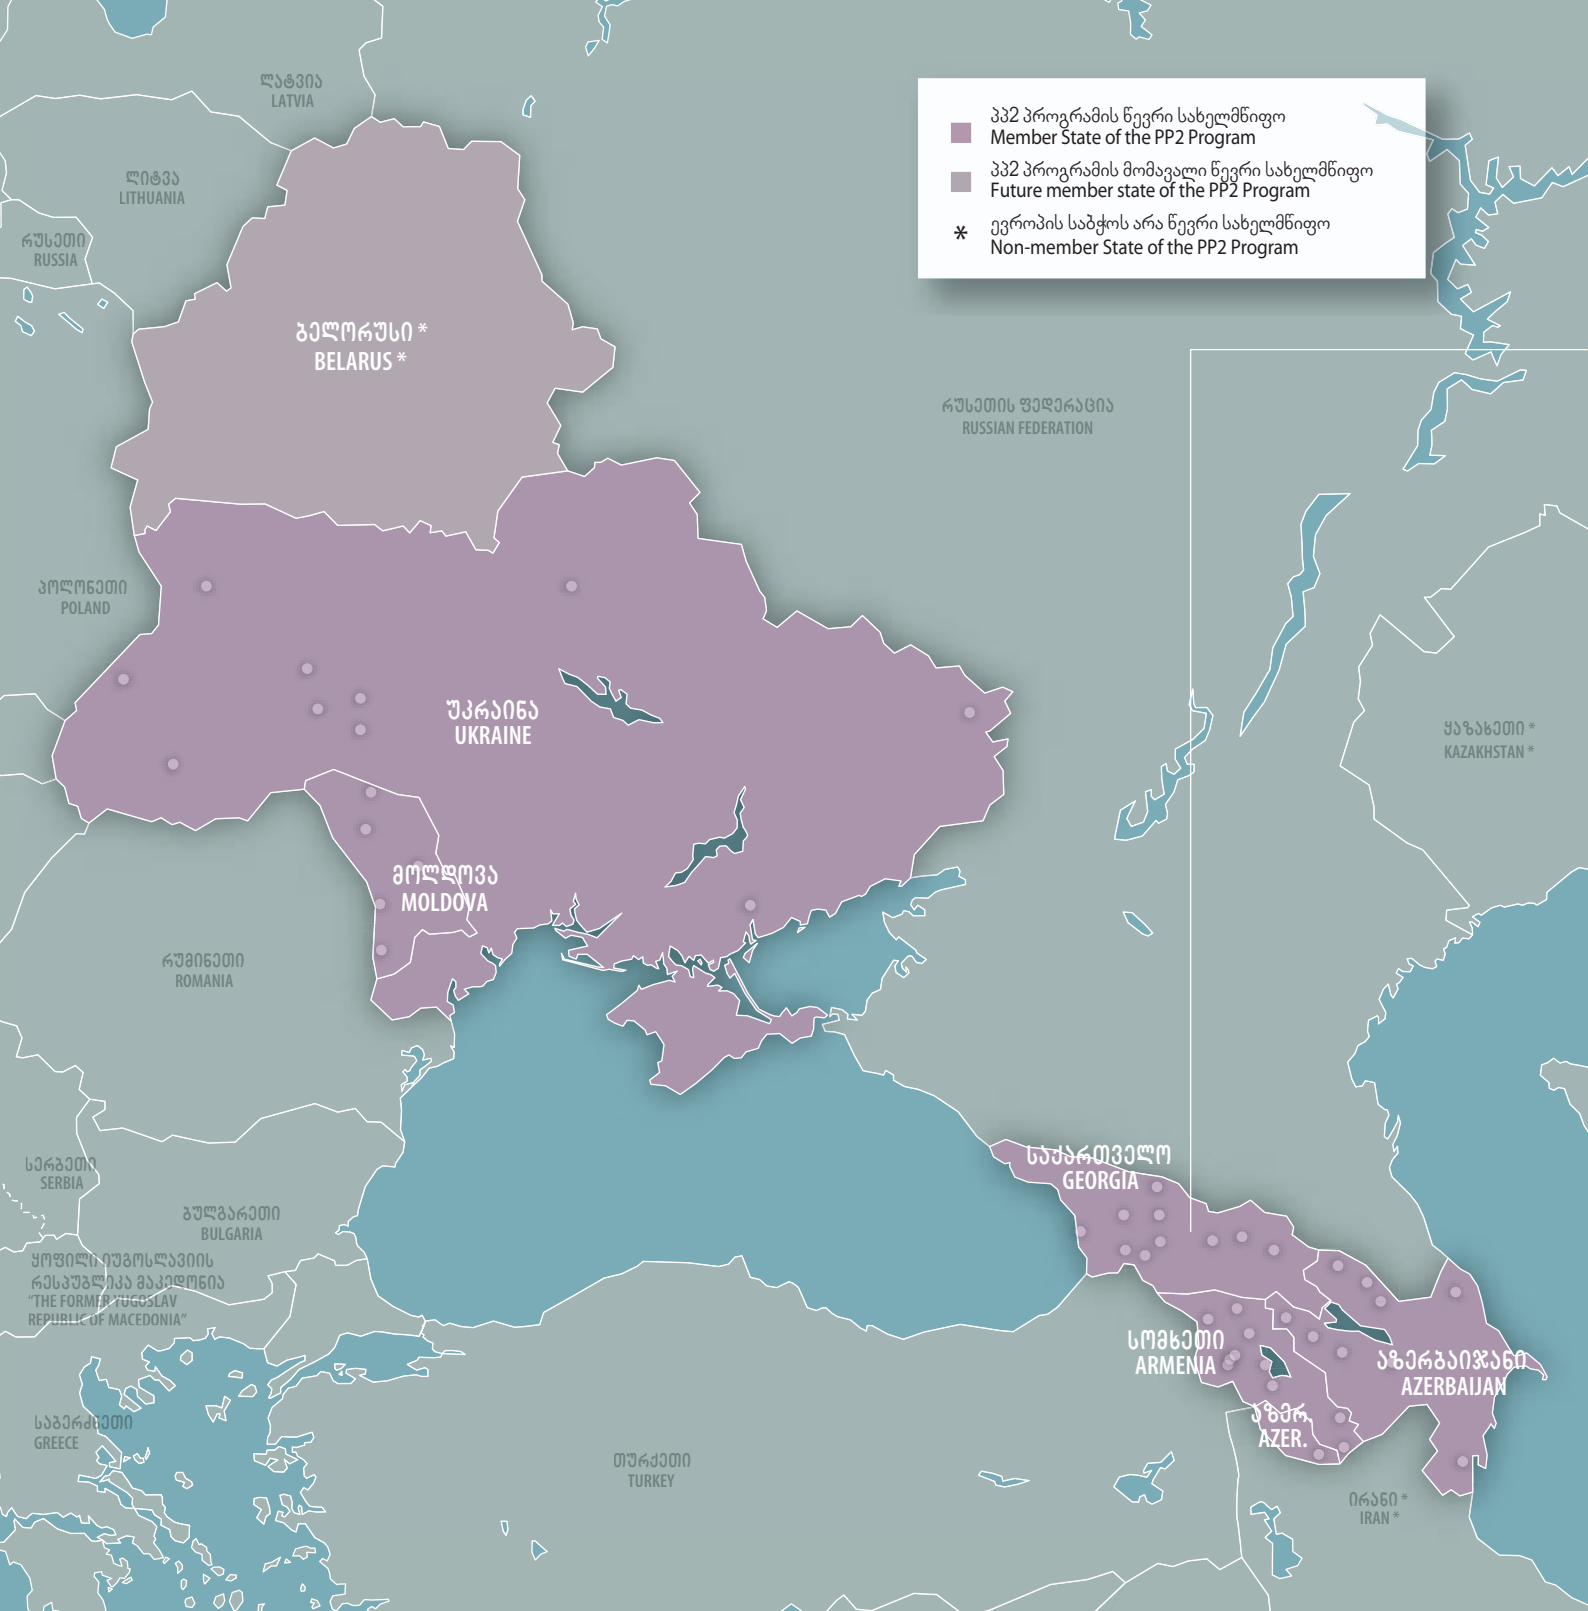 ლატვია
LATVIA
პპ2 პროგრამის წევრი სახელმწიფო
Member State of the PP2 Program
პპ2 პროგრამის მომავალი წევრი სახელმწიფო
Future member state of the PP2 Program
* ევროპის საბჭოს არა წევრი სახელმწიფო
Non-member State of the PP2 Program
ლიტვა
LITHUANIA
რუსეთი
RUSSIA
ბელორუსი *
BELARUS *
რუსეთის ფედერაცია
RUSSIAN FEDERATION
პოლონეთი
POLAND
უკრაინა
UKRAINE
ყაზახეთი *
KAZAKHSTAN *
მოლდოვა
MOLDOVA
რუმინეთი
ROMANIA
სერბეთი
SERBIA
საქართველო
GEORGIA
ბულგარეთი
BULGARIA
ყოფილი იუგოსლავიის
რესპუბლიკა მაკედონია
"THE FORMER YUGOSLAV
REPUBLIC OF MACEDONIA"
სომხეთი
ARMENIA
აზერბაიჯანი
AZERBAIJAN
აზერ.
AZER.
საბერძნეთი
GREECE
თურქეთი
TURKEY
ირანი *
IRAN *